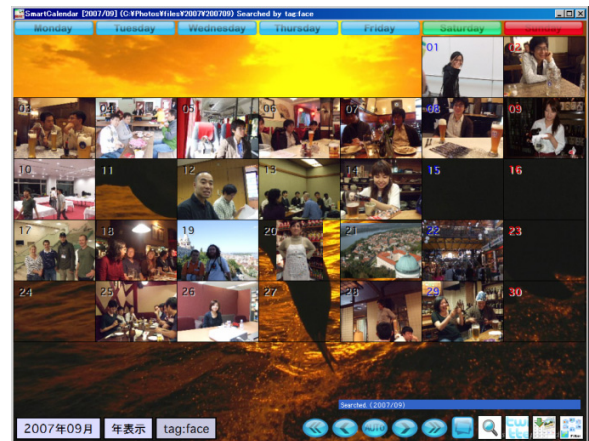 SmartCalendar [2007/09] (C:¥Photos¥files¥2007¥200709) Searched by tag:face
Monday Tuesday Wednesday Thursday Friday Saturday Sunday
01 02
03 04 05 06 07 08 09
10 11 12 13 14 15 16
17 18 19 20 21 22 23
24 25 26 27 28 29 30
Searched. (2007/09)
2007年09月 年表示 tag:face AUTO